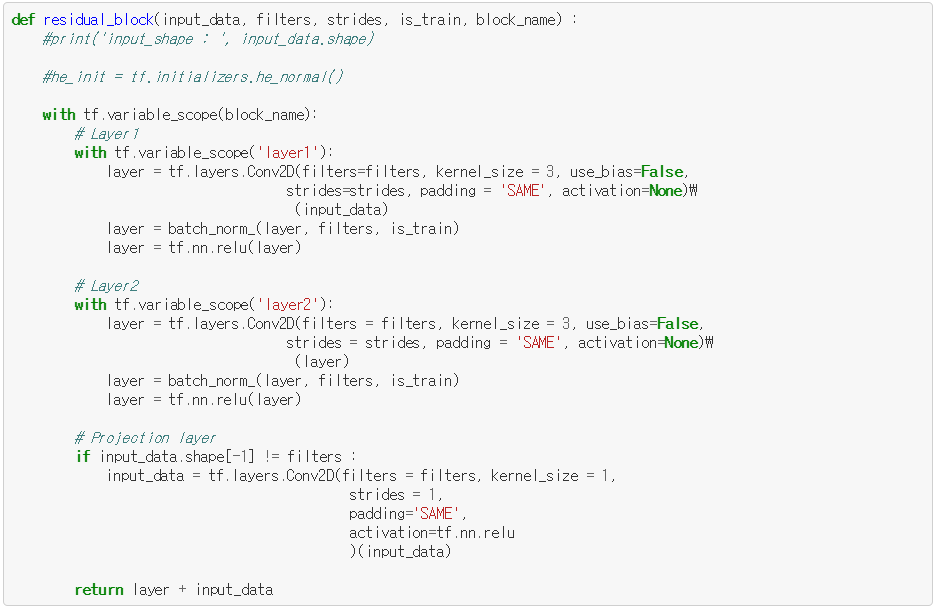 def residual_block(input_data, filters, strides, is_train, block_name) :
    #print('input_shape : ', input_data.shape)

    #he_init = tf.initializers.he_normal()

    with tf.variable_scope(block_name):
        # Layer1
        with tf.variable_scope('layer1'):
            layer = tf.layers.Conv2D(filters=filters, kernel_size = 3, use_bias=False,
                                   strides=strides, padding = 'SAME', activation=None)₩
                                    (input_data)
            layer = batch_norm_(layer, filters, is_train)
            layer = tf.nn.relu(layer)

        # Layer2
        with tf.variable_scope('layer2'):
            layer = tf.layers.Conv2D(filters = filters, kernel_size = 3, use_bias=False,
                                   strides = strides, padding = 'SAME', activation=None)₩
                                    (layer)
            layer = batch_norm_(layer, filters, is_train)
            layer = tf.nn.relu(layer)

        # Projection layer
        if input_data.shape[-1] != filters :
            input_data = tf.layers.Conv2D(filters = filters, kernel_size = 1,
                                           strides = 1,
                                           padding='SAME',
                                           activation=tf.nn.relu
                                           )(input_data)

        return layer + input_data